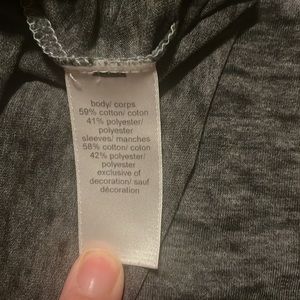 body/ corps
59% cotton/ coton
41% polyester/
polyester
sleeves/ manches
58% cotton/ coton
42% polyester/
polyester
exclusive of
decoration/ sauf
décoration